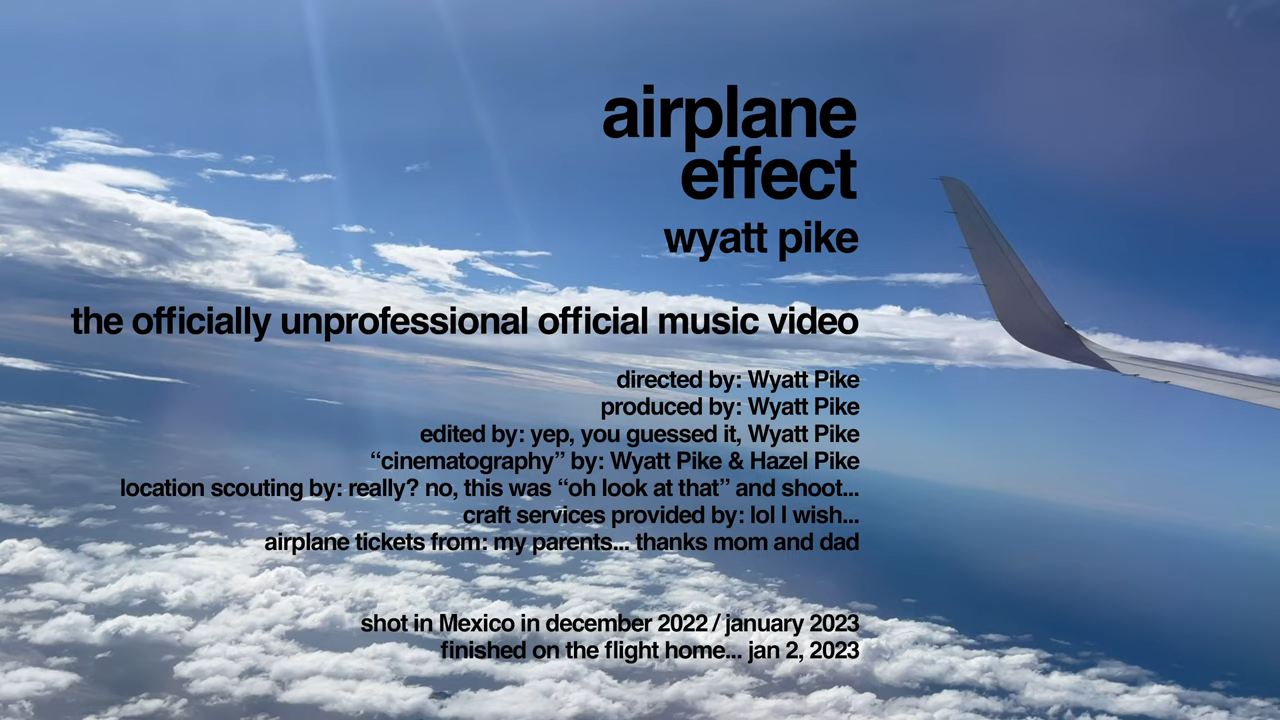 airplane
effect
wyatt pike
the officially unprofessional official music video
directed by: Wyatt Pike
produced by: Wyatt Pike
edited by: yep, you guessed it, Wyatt Pike
“cinematography” by: Wyatt Pike & Hazel Pike
location scouting by: really? no, this was “oh look at that” and shoot...
craft services provided by: lol I wish...
airplane tickets from: my parents... thanks mom and dad
shot in Mexico in december 2022 / january 2023
finished on the flight home... jan 2, 2023